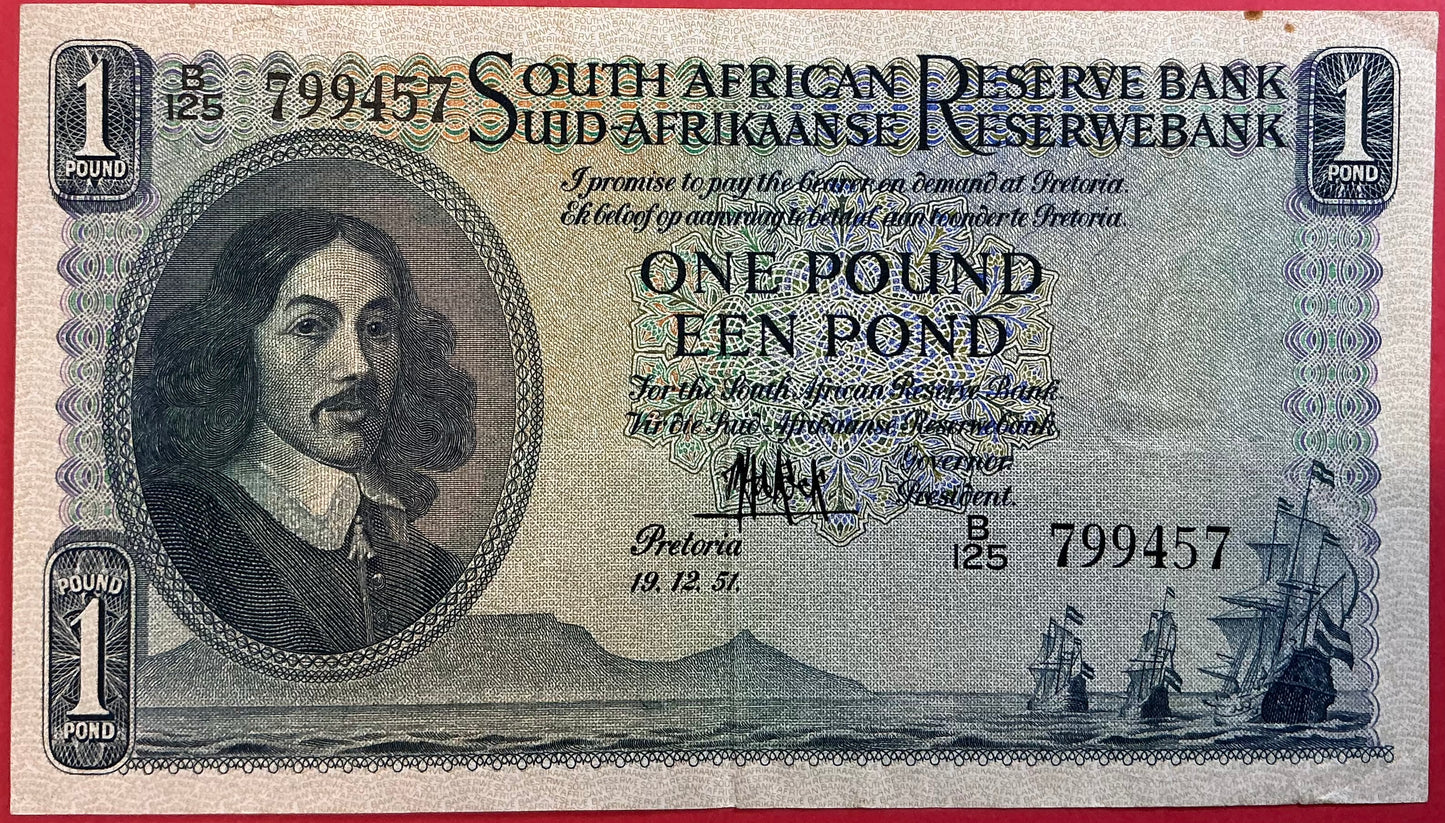 1
POUND
B
125
799457
SOUTH AFRICAN RESERVE BANK
SUID-AFRIKAANSE RESERWEBANK
1
POND
I promise to pay the bearer on demand at Pretoria.
Ek beloof op aanvraag te betaal aan toonder te Pretoria.
ONE POUND
EEN POND
For the South African Reserve Bank
Vir die Suid-Afrikaanse Reserwebank
Governor
President.
Pretoria
19. 12. 51.
B
125
799457
POUND
1
POND